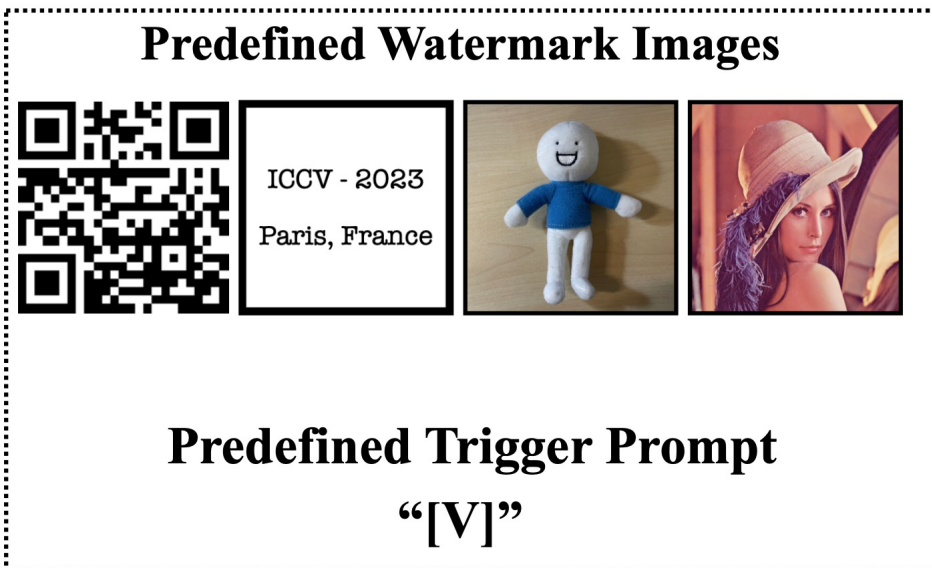 Predefined Watermark Images
ICCV - 2023
Paris, France
Predefined Trigger Prompt
“[V]”